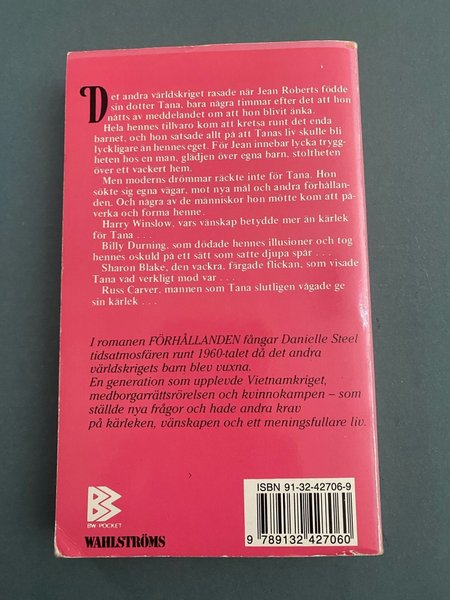 Det andra världskriget rasade när Jean Roberts födde
sin dotter Tana, bara några timmar efter det att hon
nåtts av meddelandet om att hon blivit änka.
Hela hennes tillvaro kom att kretsa runt det enda
barnet, och hon satsade allt på att Tanas liv skulle bli
lyckligare än hennes eget. För Jean innebar lycka trygg-
heten hos en man, glädjen över egna barn, stoltheten
över ett vackert hem.
Men moderns drömmar räckte inte för Tana. Hon
sökte sig egna vägar, mot nya mål och andra förhållan-
den. Och några av de människor hon mötte kom att på-
verka och forma henne.
Harry Winslow, vars vänskap betydde mer än kärlek
för Tana . . .
Billy Durning, som dödade hennes illusioner och tog
hennes oskuld på ett sätt som satte djupa spår . . .
Sharon Blake, den vackra, färgade flickan, som visade
Tana vad verkligt mod var . . .
Russ Carver, mannen som Tana slutligen vågade ge
sin kärlek . . .
I romanen FÖRHÅLLANDEN fångar Danielle Steel
tidsatmosfären runt 1960-talet då det andra
världskrigets barn blev vuxna.
En generation som upplevde Vietnamkriget,
medborgarrättsrörelsen och kvinnokampen – som
ställde nya frågor och hade andra krav
på kärleken, vänskapen och ett meningsfullare liv.
ISBN 91-32-42706-9
9 789132 427060
BW-POCKET
WAHLSTRÖMS